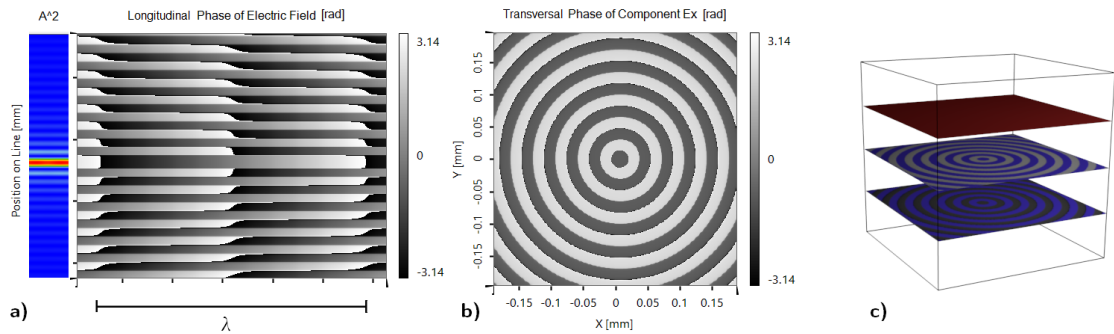 A^2
Longitudinal Phase of Electric Field [rad]
Position on Line [mm]
3.14
0
-3.14
a)
λ
Transversal Phase of Component Ex [rad]
Y [mm]
0.15
0.1
0.05
0
-0.05
-0.1
-0.15
-0.15 -0.1 -0.05 0 0.05 0.1 0.15
X [mm]
3.14
0
-3.14
b)
c)